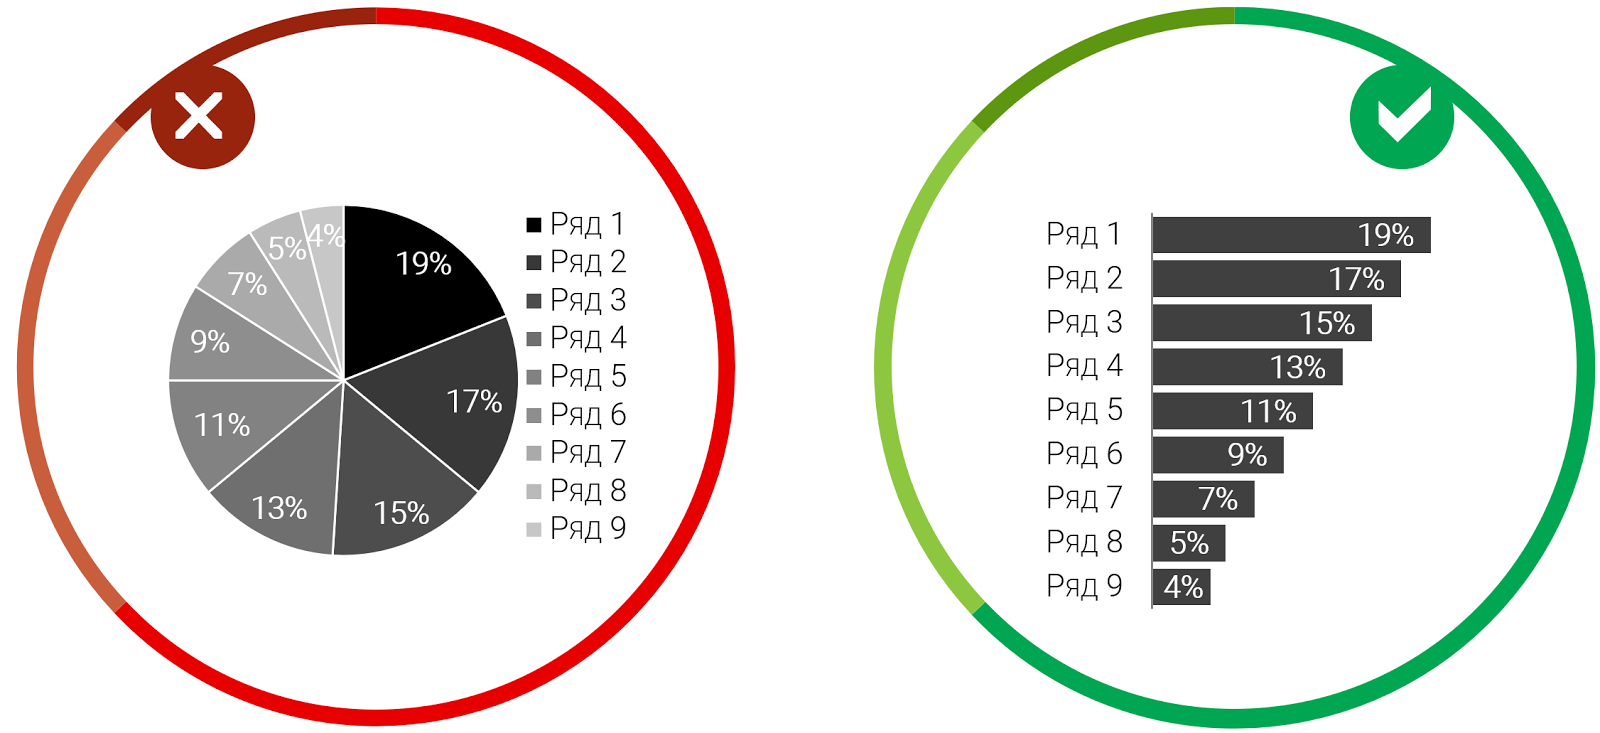 19%
17%
15%
13%
11%
9%
7%
5%
4%
Ряд 1
Ряд 2
Ряд 3
Ряд 4
Ряд 5
Ряд 6
Ряд 7
Ряд 8
Ряд 9
Ряд 1 19%
Ряд 2 17%
Ряд 3 15%
Ряд 4 13%
Ряд 5 11%
Ряд 6 9%
Ряд 7 7%
Ряд 8 5%
Ряд 9 4%